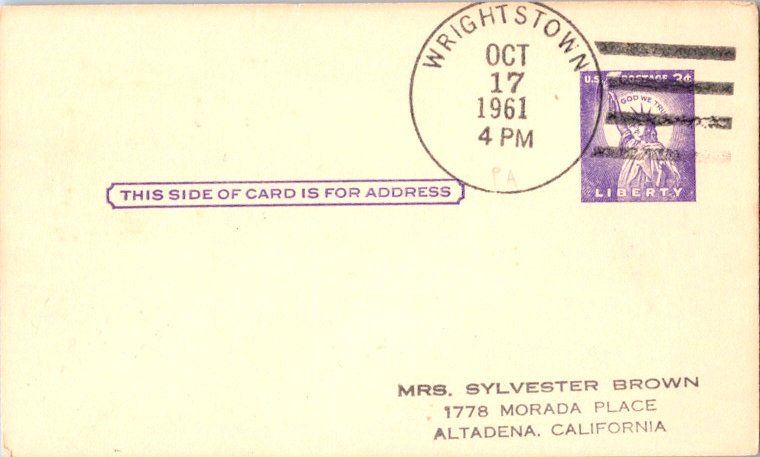 WRIGHTSTOWN
OCT
17
1961
4 PM
PA
U.S. POSTAGE 3¢
GOD WE TRUST
LIBERTY
THIS SIDE OF CARD IS FOR ADDRESS
MRS. SYLVESTER BROWN
1778 MORADA PLACE
ALTADENA, CALIFORNIA